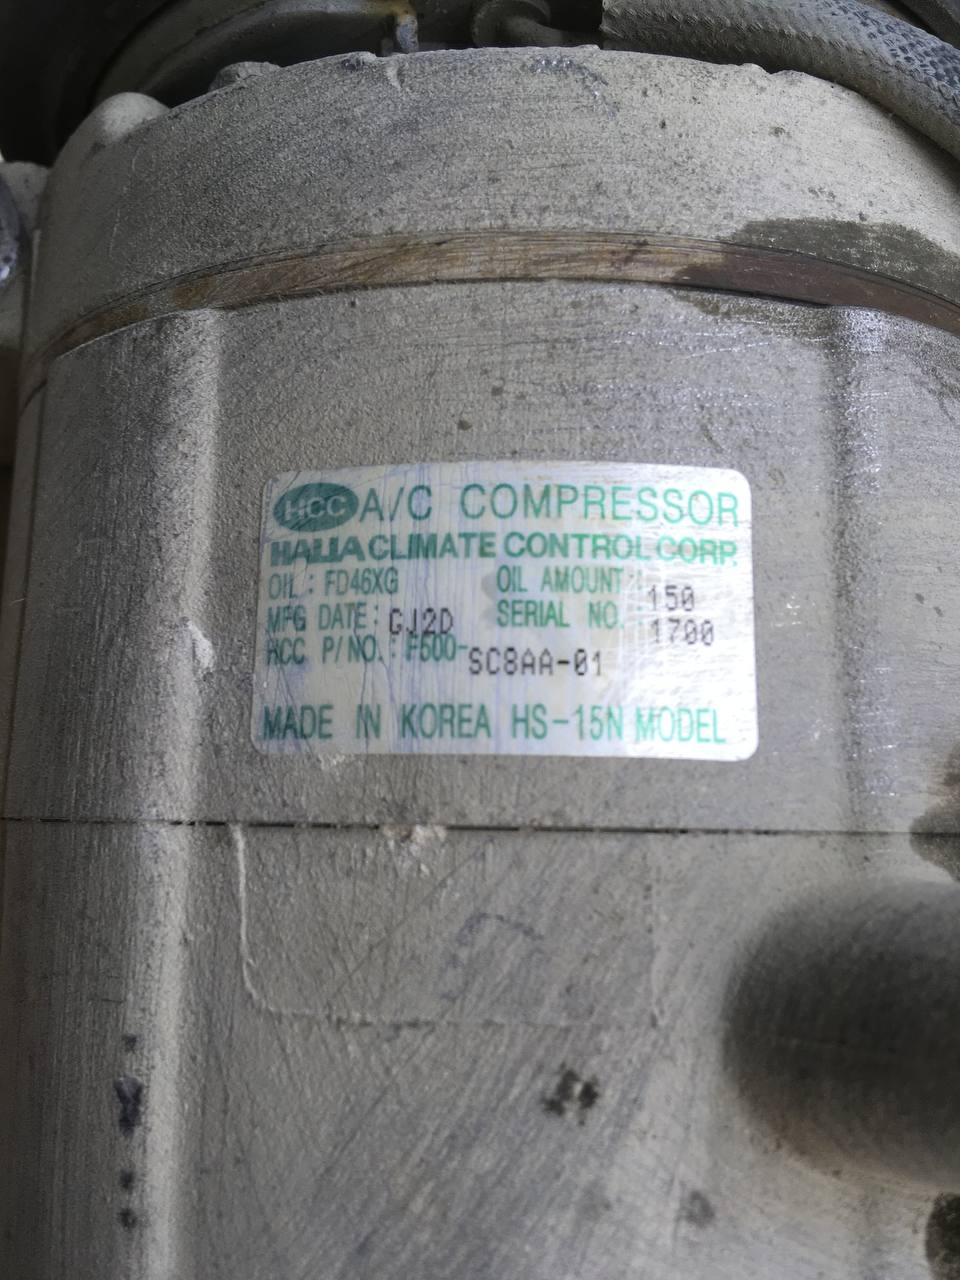 HCC A/C COMPRESSOR
HALLA CLIMATE CONTROL CORP.
OIL : FD46XG OIL AMOUNT : 150
MFG DATE : GJ2D SERIAL NO. : 1700
HCC P/NO. : F500-SC8AA-01
MADE IN KOREA HS-15N MODEL